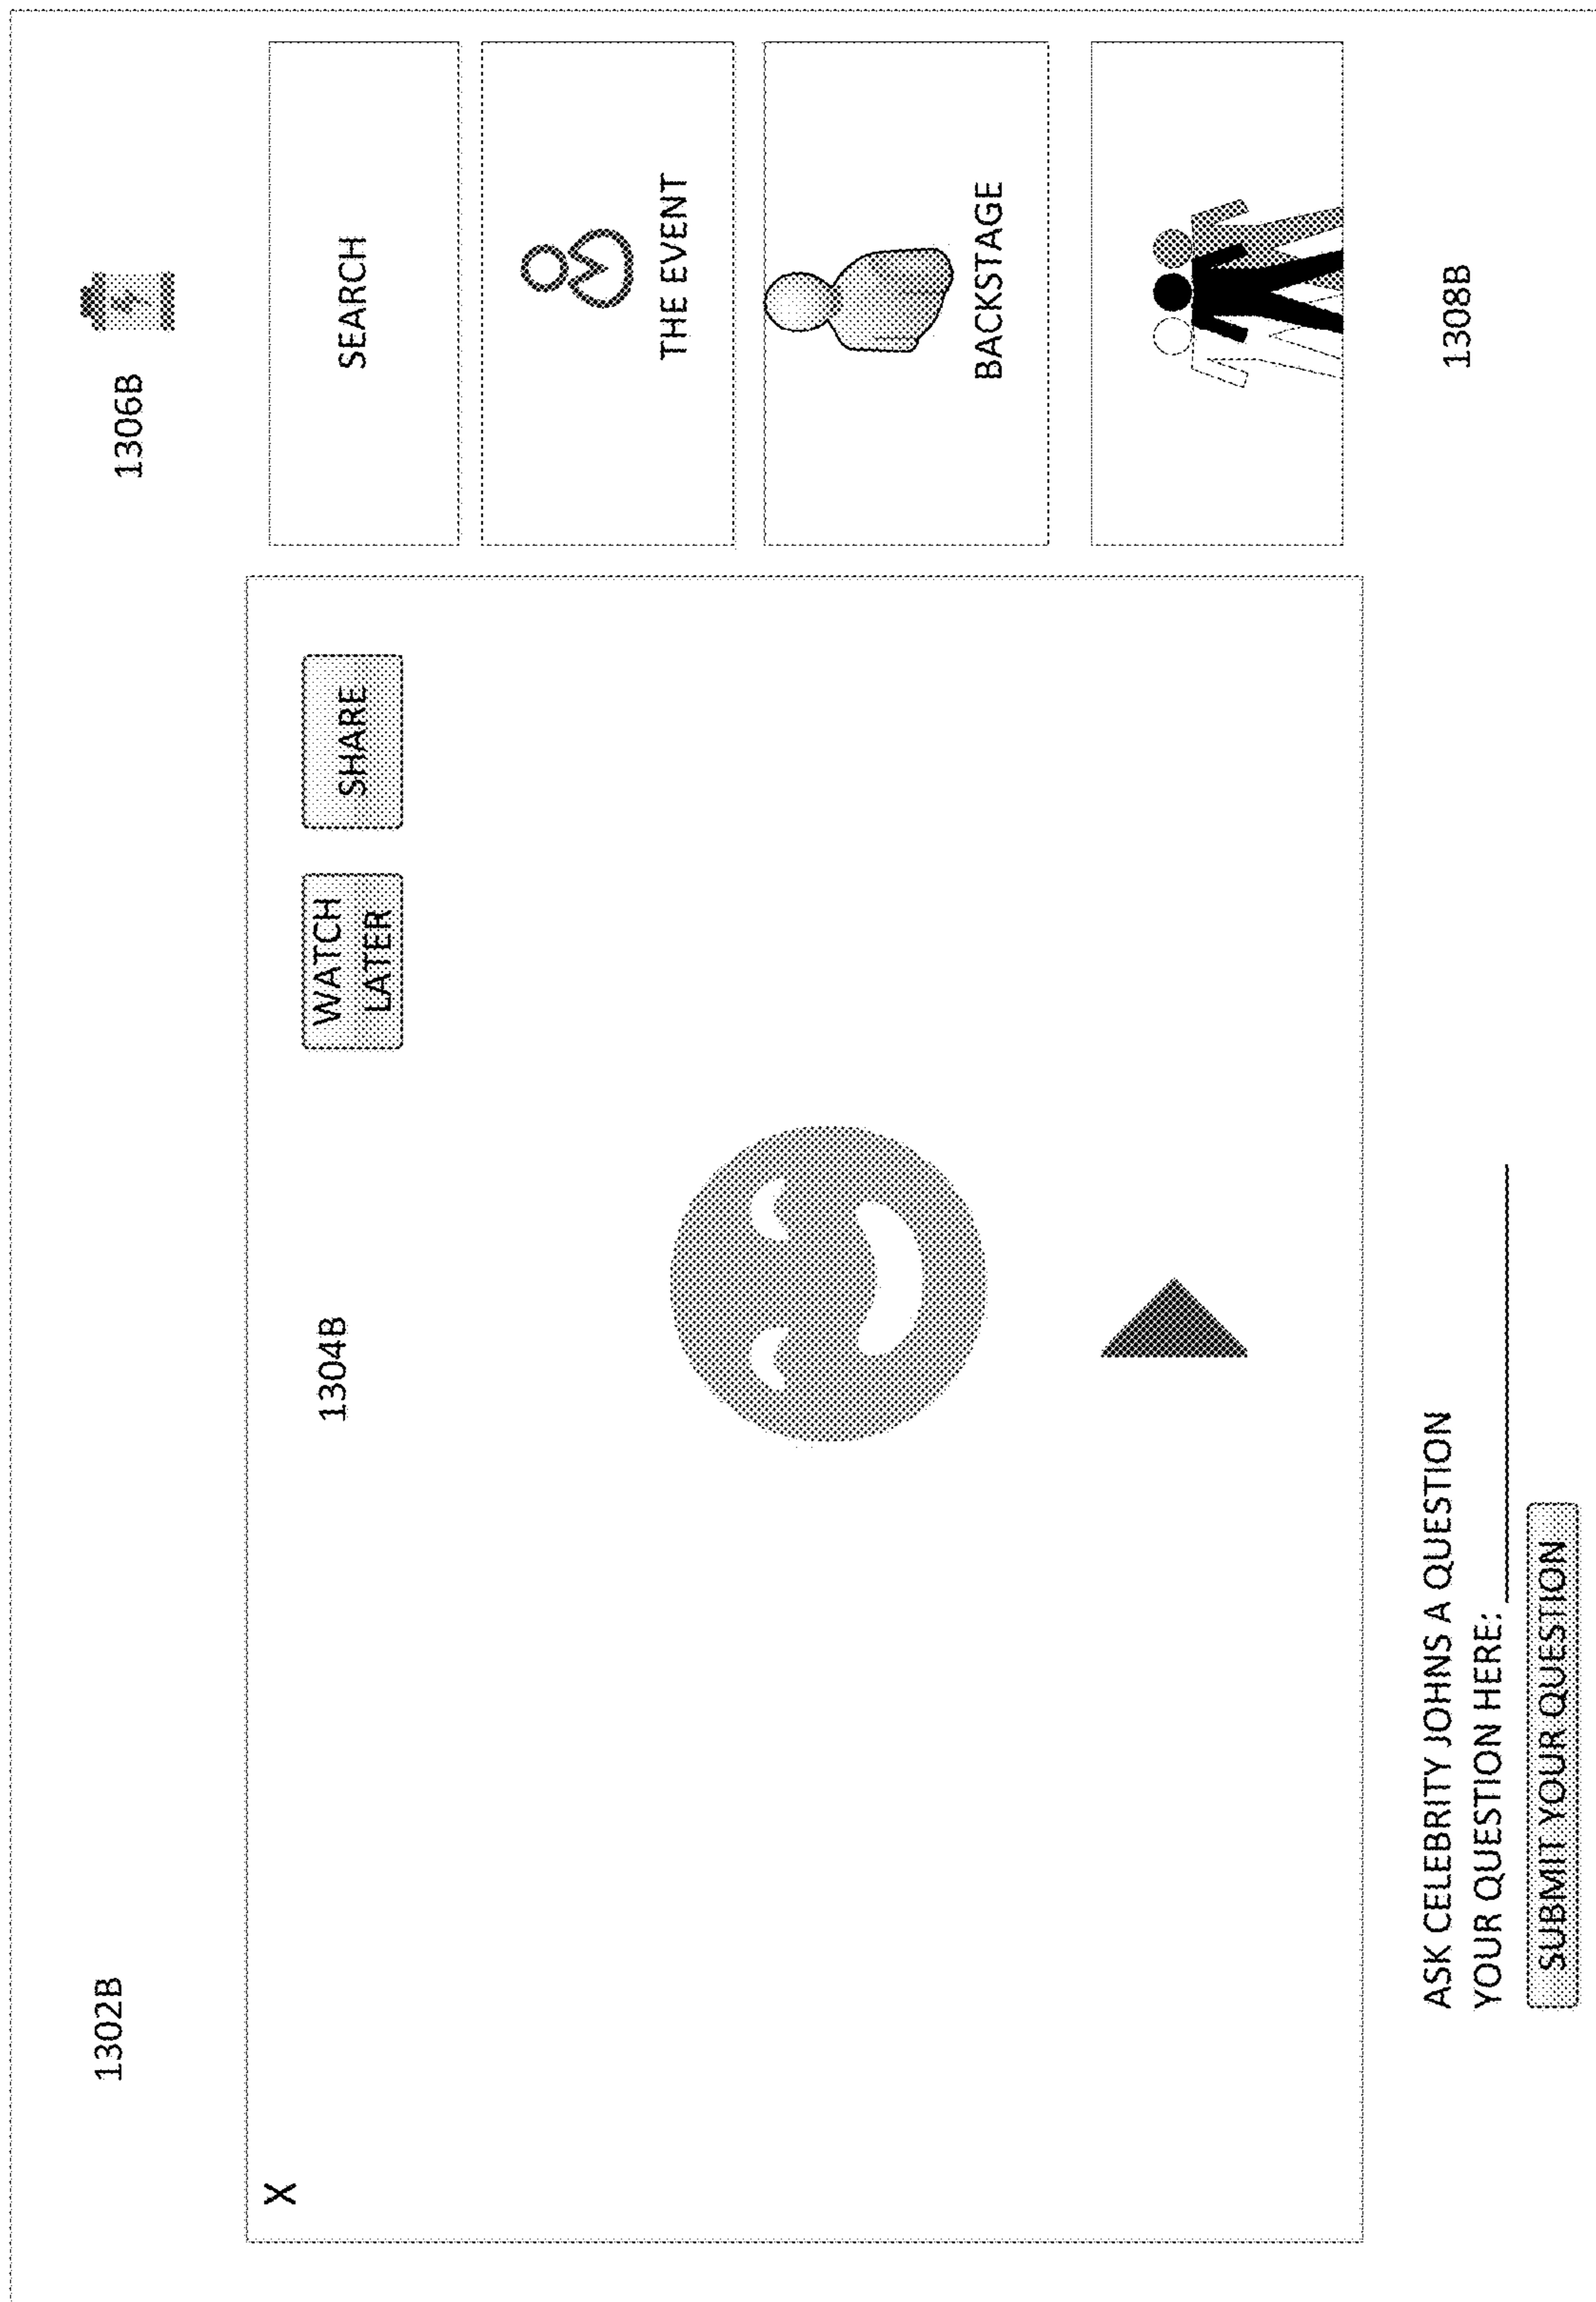 1302B
1306B
X
1304B
WATCH
LATER
SHARE
SEARCH
THE EVENT
BACKSTAGE
1308B
ASK CELEBRITY JOHNS A QUESTION
YOUR QUESTION HERE:
SUBMIT YOUR QUESTION